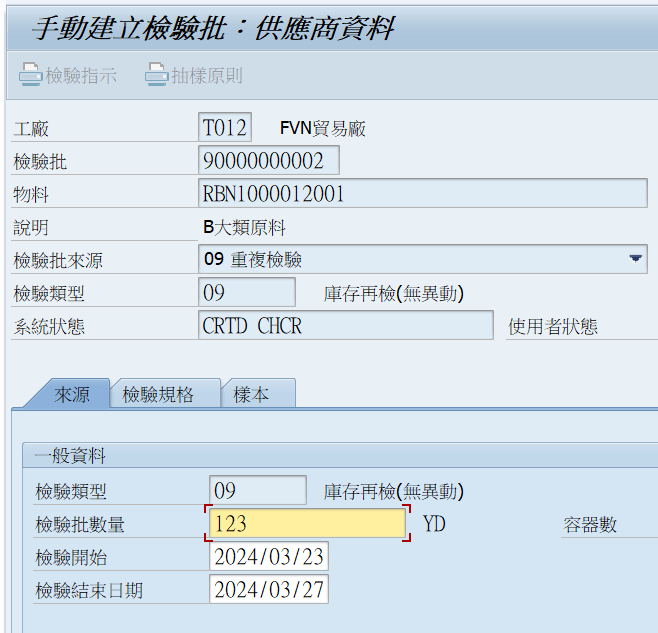 手動建立檢驗批：供應商資料
檢驗指示 抽樣原則
工廠 T012 FVN貿易廠
檢驗批 90000000002
物料 RBN1000012001
說明 B大類原料
檢驗批來源 09 重複檢驗
檢驗類型 09 庫存再檢(無異動)
系統狀態 CRTD CHCR 使用者狀態
來源 檢驗規格 樣本
一般資料
檢驗類型 09 庫存再檢(無異動)
檢驗批數量 123 YD 容器數
檢驗開始 2024/03/23
檢驗結束日期 2024/03/27